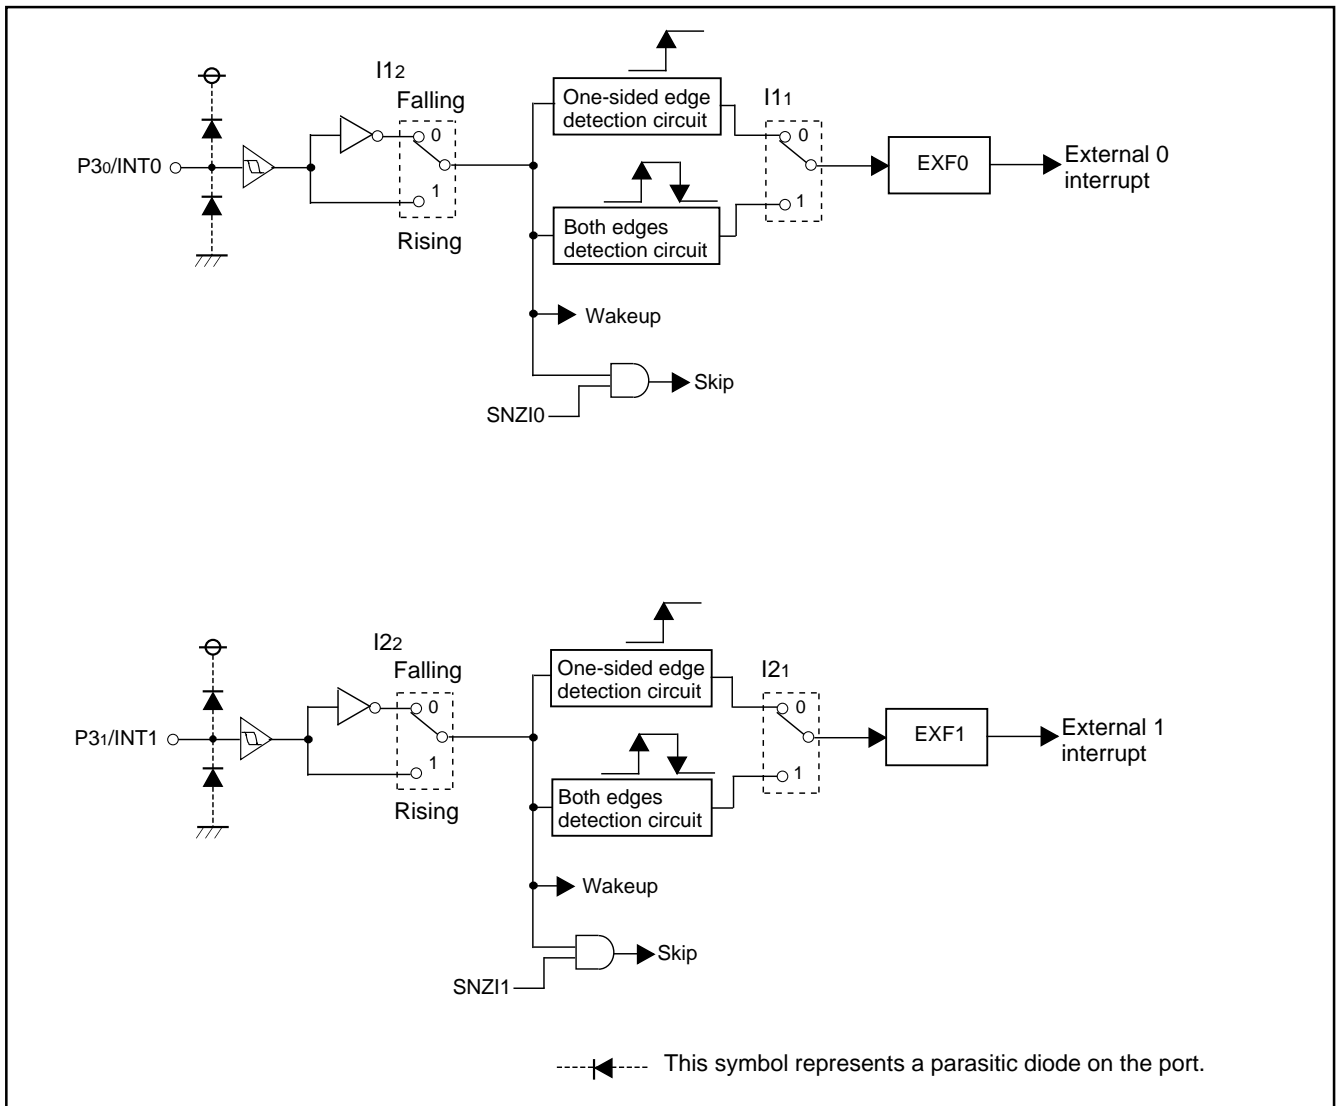 I12
Falling
0
1
Rising
P30/INT0
One-sided edge
detection circuit
Both edges
detection circuit
I11
0
1
EXF0
External 0
interrupt
Wakeup
Skip
SNZI0
I22
Falling
0
1
Rising
P31/INT1
One-sided edge
detection circuit
Both edges
detection circuit
I21
0
1
EXF1
External 1
interrupt
Wakeup
Skip
SNZI1
This symbol represents a parasitic diode on the port.